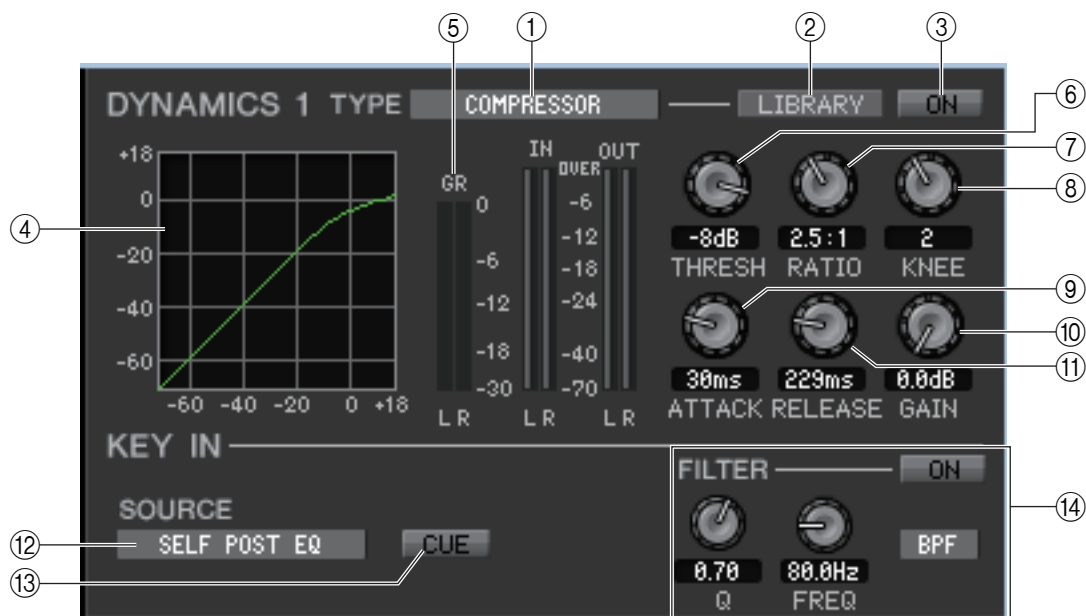 ⑤ ① ② ③
DYNAMICS 1 TYPE COMPRESSOR LIBRARY ON
⑥
⑦
⑧
④
+18
0
-20
-40
-60
-60 -40 -20 0 +18
GR
0
-6
-12
-18
-30
L R
IN OUT
OVER
-6
-12
-18
-24
-40
-70
L R L R
-8dB 2.5:1 2
THRESH RATIO KNEE
⑨
⑩
⑪
30ms 229ms 0.0dB
ATTACK RELEASE GAIN
KEY IN
FILTER ON
⑭
SOURCE
⑫ SELF POST EQ CUE
⑬
BPF
0.70 80.0Hz
Q FREQ